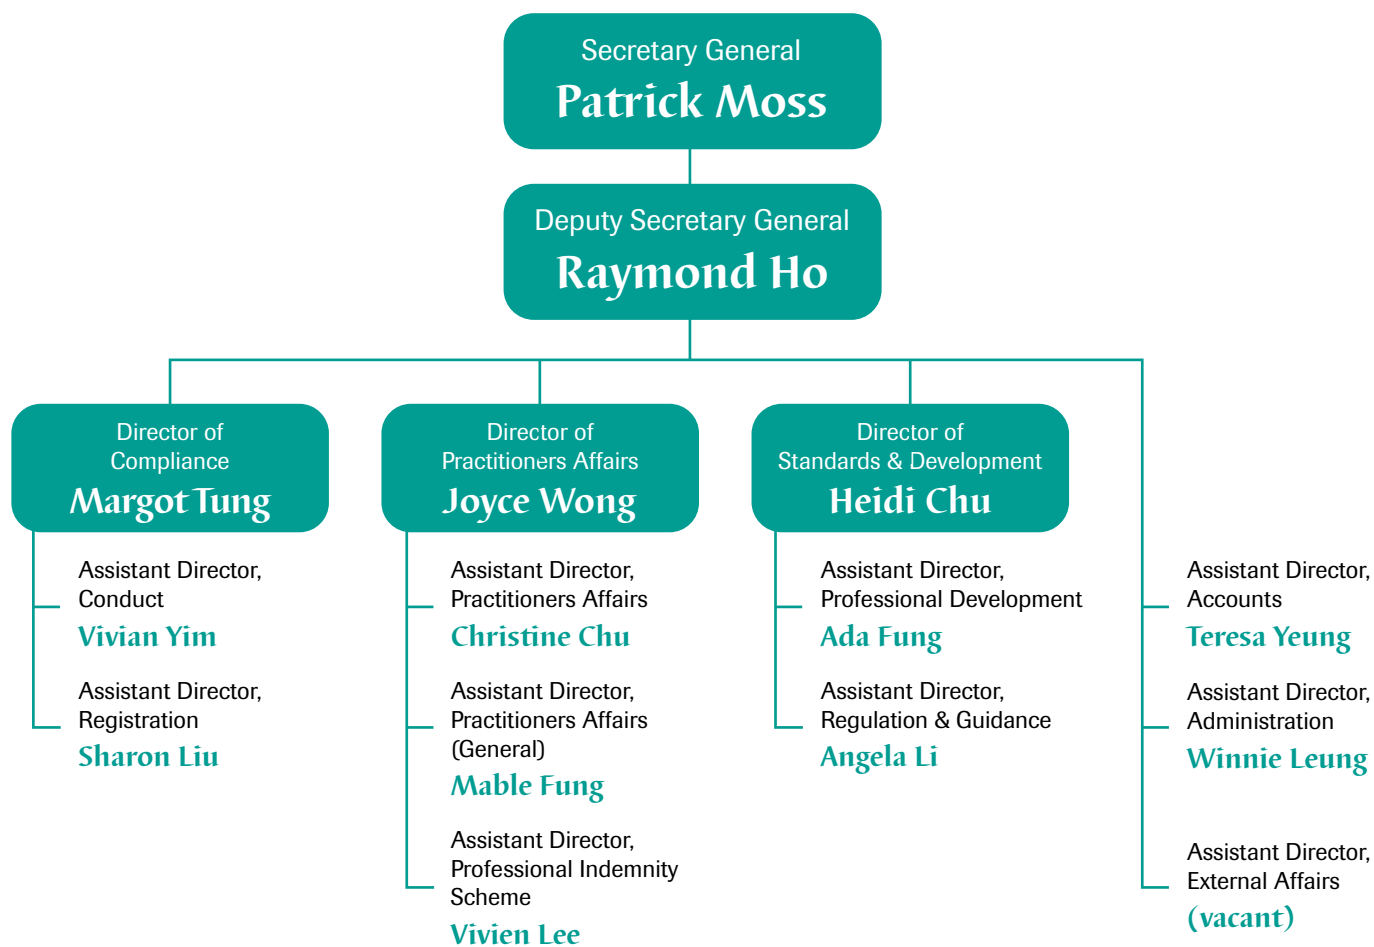 Secretary General
Patrick Moss
Deputy Secretary General
Raymond Ho
Director of
Compliance
Margot Tung
Director of
Practitioners Affairs
Joyce Wong
Director of
Standards & Development
Heidi Chu
Assistant Director,
Conduct
Vivian Yim
Assistant Director,
Registration
Sharon Liu
Assistant Director,
Practitioners Affairs
Christine Chu
Assistant Director,
Practitioners Affairs
(General)
Mable Fung
Assistant Director,
Professional Indemnity
Scheme
Vivien Lee
Assistant Director,
Professional Development
Ada Fung
Assistant Director,
Regulation & Guidance
Angela Li
Assistant Director,
Accounts
Teresa Yeung
Assistant Director,
Administration
Winnie Leung
Assistant Director,
External Affairs
(vacant)